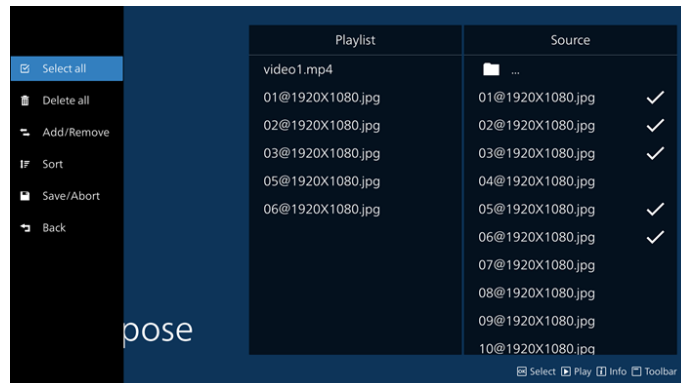 Select all
Delete all
Add/Remove
Sort
Save/Abort
Back
pose
Playlist
video1.mp4
01@1920X1080.jpg
02@1920X1080.jpg
03@1920X1080.jpg
05@1920X1080.jpg
06@1920X1080.jpg
Source
...
01@1920X1080.jpg
02@1920X1080.jpg
03@1920X1080.jpg
04@1920X1080.jpg
05@1920X1080.jpg
06@1920X1080.jpg
07@1920X1080.jpg
08@1920X1080.jpg
09@1920X1080.jpg
10@1920X1080.jpg
OK Select Play i Info Toolbar